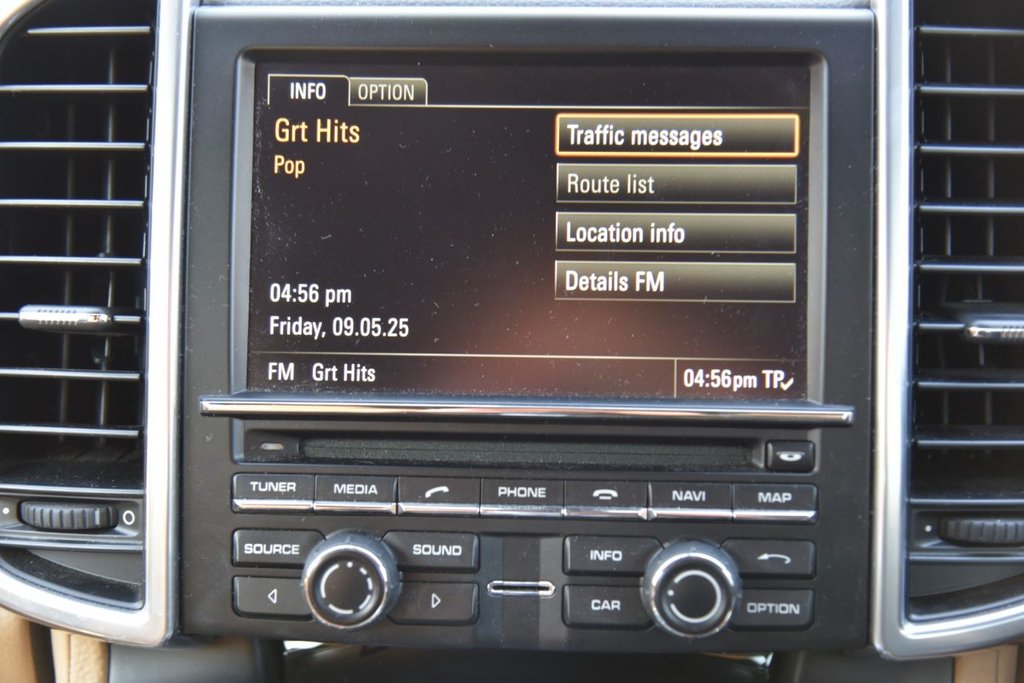 INFO OPTION
Grt Hits
Pop
Traffic messages
Route list
Location info
Details FM
04:56 pm
Friday, 09.05.25
FM Grt Hits
04:56pm TP
TUNER MEDIA PHONE NAVI MAP
SOURCE SOUND INFO
CAR OPTION